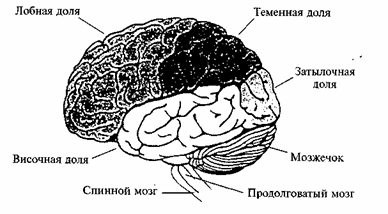 Лобная доля
Теменная доля
Затылочная
доля
Височная доля
Мозжечок
Спинной мозг
Продолговатый мозг